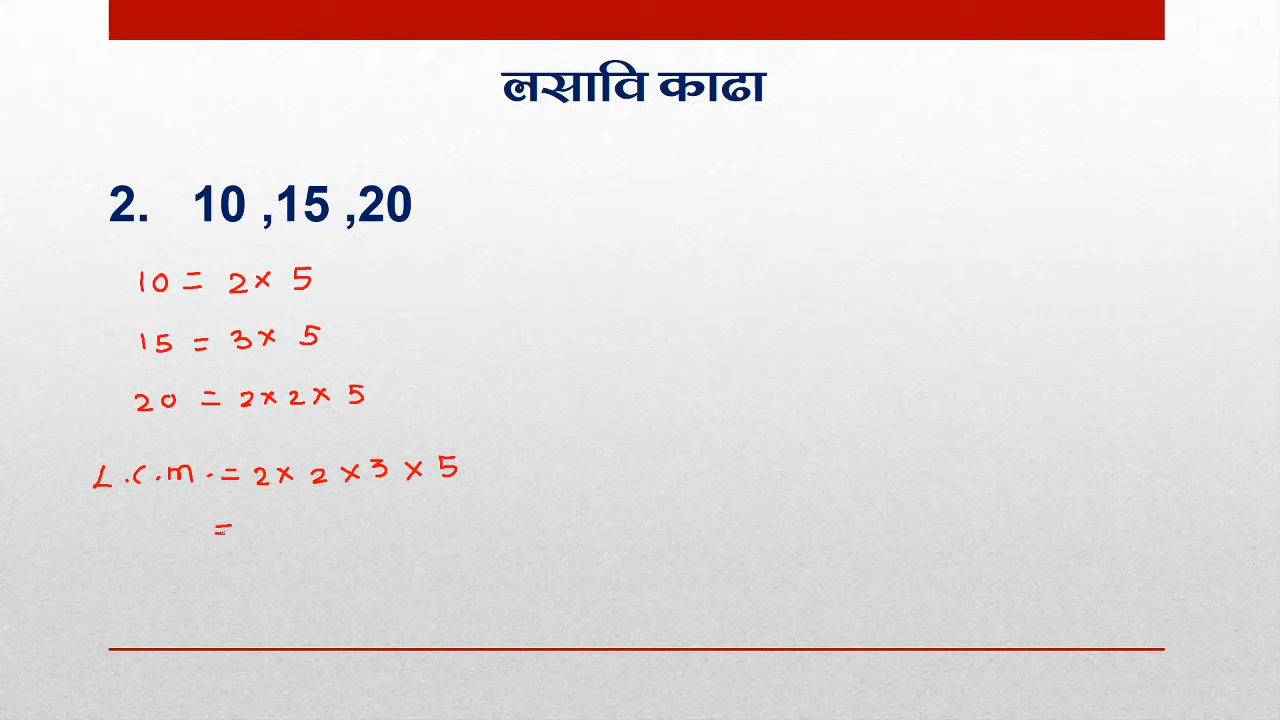 लसावि काढा
2. 10 ,15 ,20
10 = 2 × 5
15 = 3 × 5
20 = 2 × 2 × 5
L.C.M. = 2 × 2 × 3 × 5
=